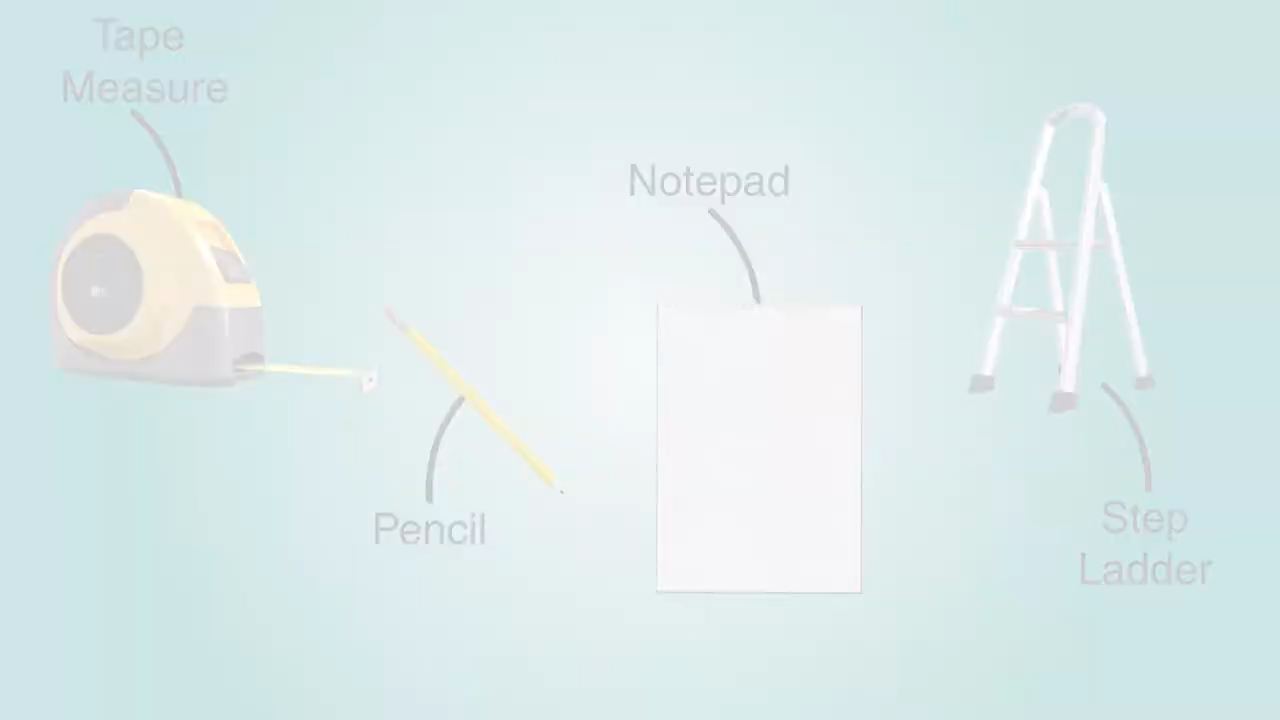 Tape
Measure
Notepad
Pencil
Step
Ladder